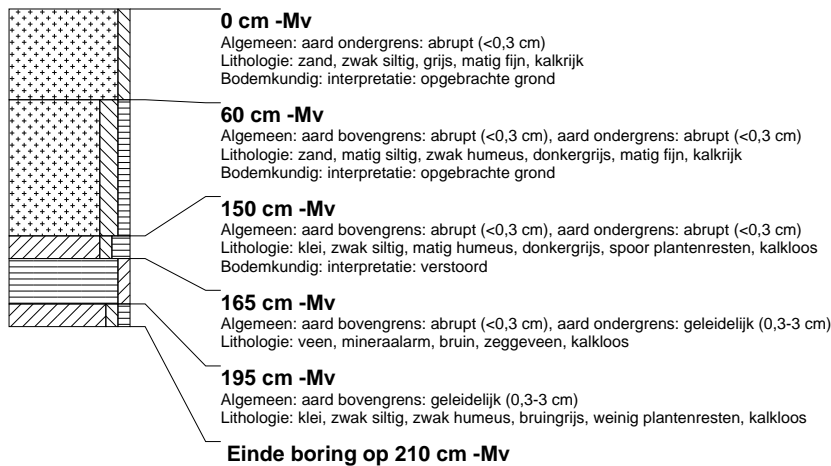 0 cm -Mv
Algemeen: aard ondergrens: abrupt (<0,3 cm)
Lithologie: zand, zwak siltig, grijs, matig fijn, kalkrijk
Bodemkundig: interpretatie: opgebrachte grond
60 cm -Mv
Algemeen: aard bovengrens: abrupt (<0,3 cm), aard ondergrens: abrupt (<0,3 cm)
Lithologie: zand, matig siltig, zwak humeus, donkergrijs, matig fijn, kalkrijk
Bodemkundig: interpretatie: opgebrachte grond
150 cm -Mv
Algemeen: aard bovengrens: abrupt (<0,3 cm), aard ondergrens: abrupt (<0,3 cm)
Lithologie: klei, zwak siltig, matig humeus, donkergrijs, spoor plantenresten, kalkloos
Bodemkundig: interpretatie: verstoord
165 cm -Mv
Algemeen: aard bovengrens: abrupt (<0,3 cm), aard ondergrens: geleidelijk (0,3-3 cm)
Lithologie: veen, mineraalarm, bruin, zeggeveen, kalkloos
195 cm -Mv
Algemeen: aard bovengrens: geleidelijk (0,3-3 cm)
Lithologie: klei, zwak siltig, zwak humeus, bruingrijs, weinig plantenresten, kalkloos
Einde boring op 210 cm -Mv